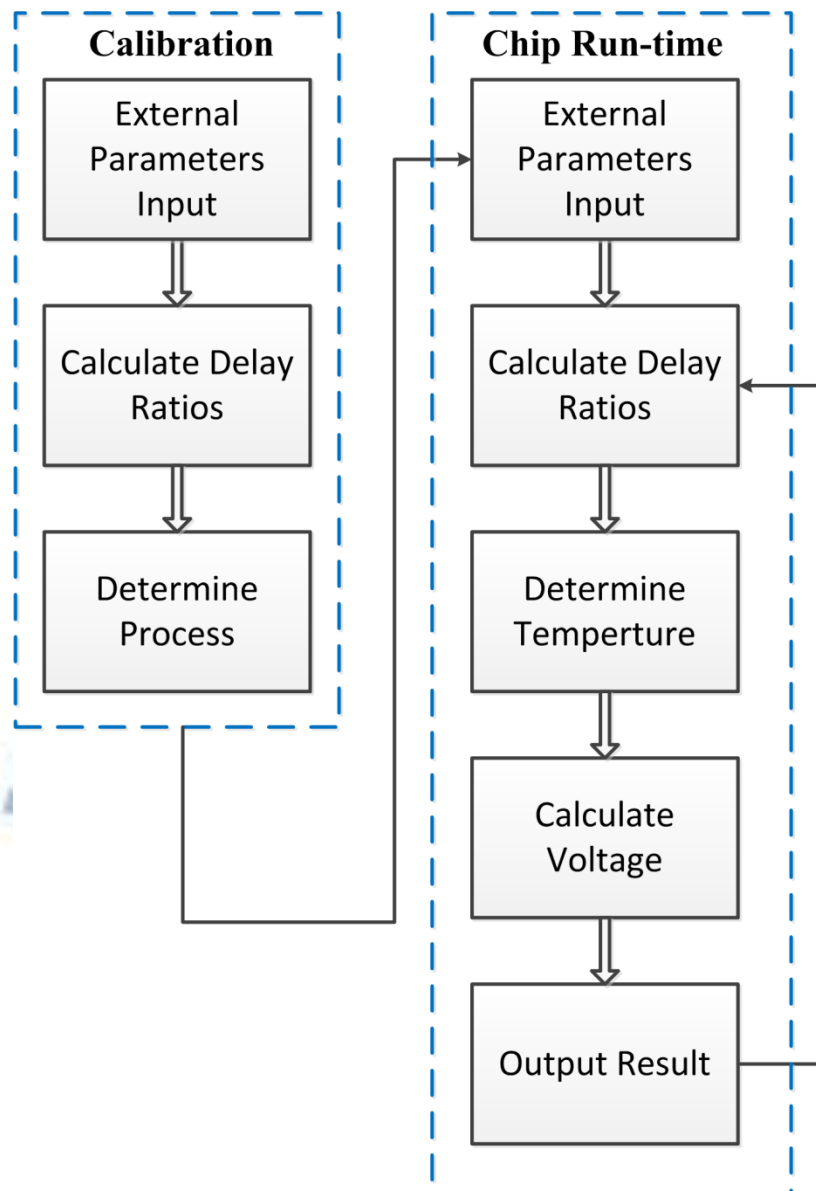 Calibration
External
Parameters
Input
Calculate Delay
Ratios
Determine
Process
Chip Run-time
External
Parameters
Input
Calculate Delay
Ratios
Determine
Temperture
Calculate
Voltage
Output Result